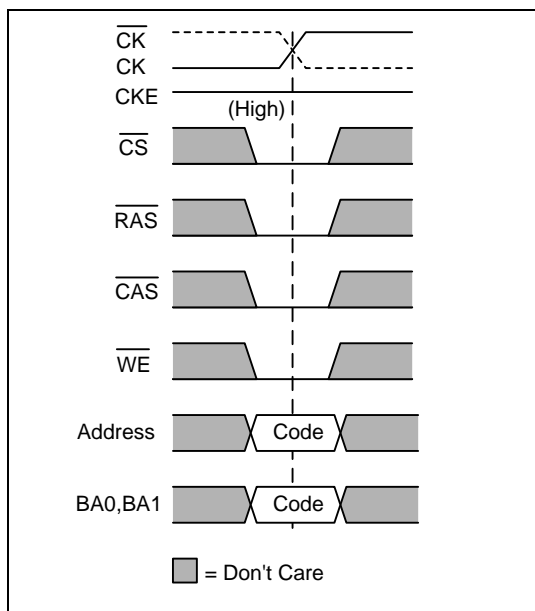 CK
CK
CKE
(High)
CS
RAS
CAS
WE
Address Code
BA0,BA1 Code
= Don't Care